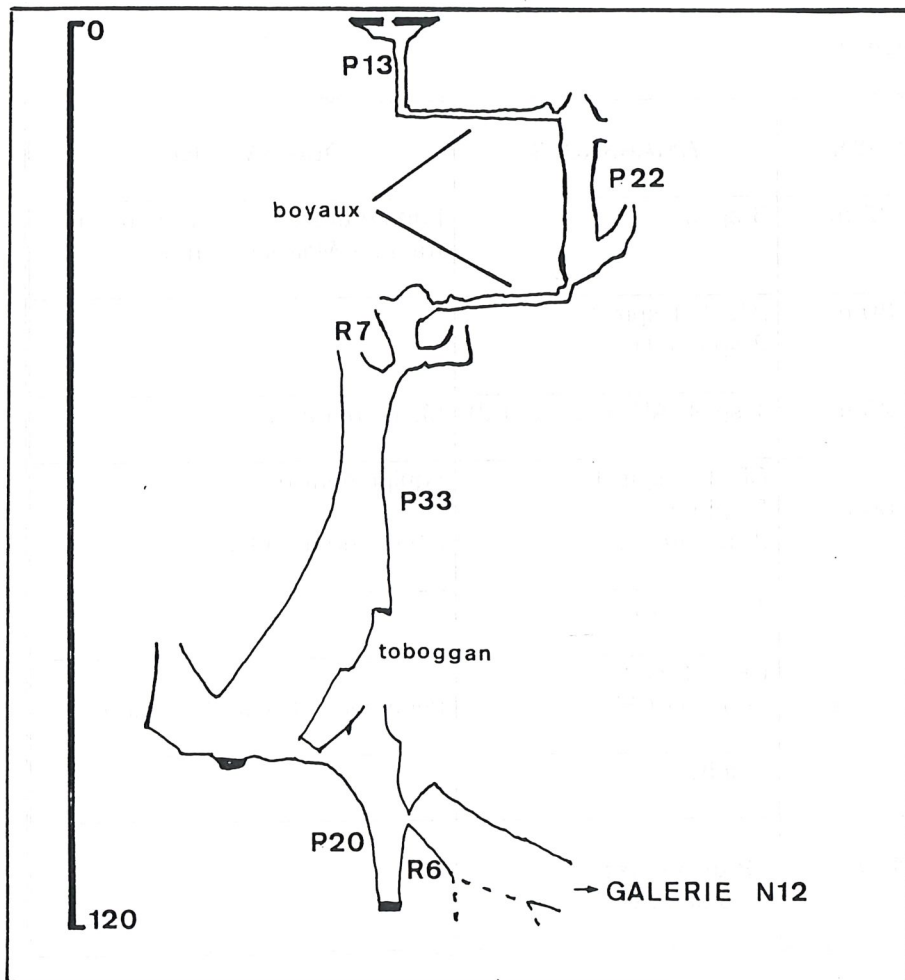 0
P13
P22
boyaux
R7
P33
toboggan
P20
R6
→ GALERIE N12
120